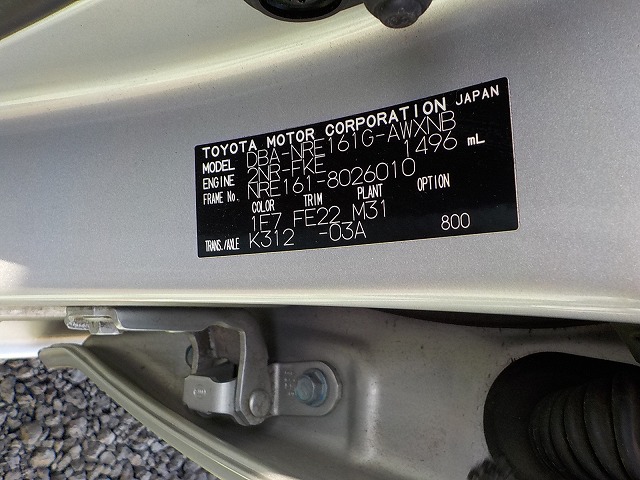 TOYOTA MOTOR CORPORATION JAPAN
MODEL DBA-NRE161G-AWXNB
ENGINE 2NR-FKE 1496 mL
FRAME No. NRE161-8026010
COLOR TRIM PLANT OPTION
1E7 FE22 M31
TRANS./AXLE K312 -03A 800